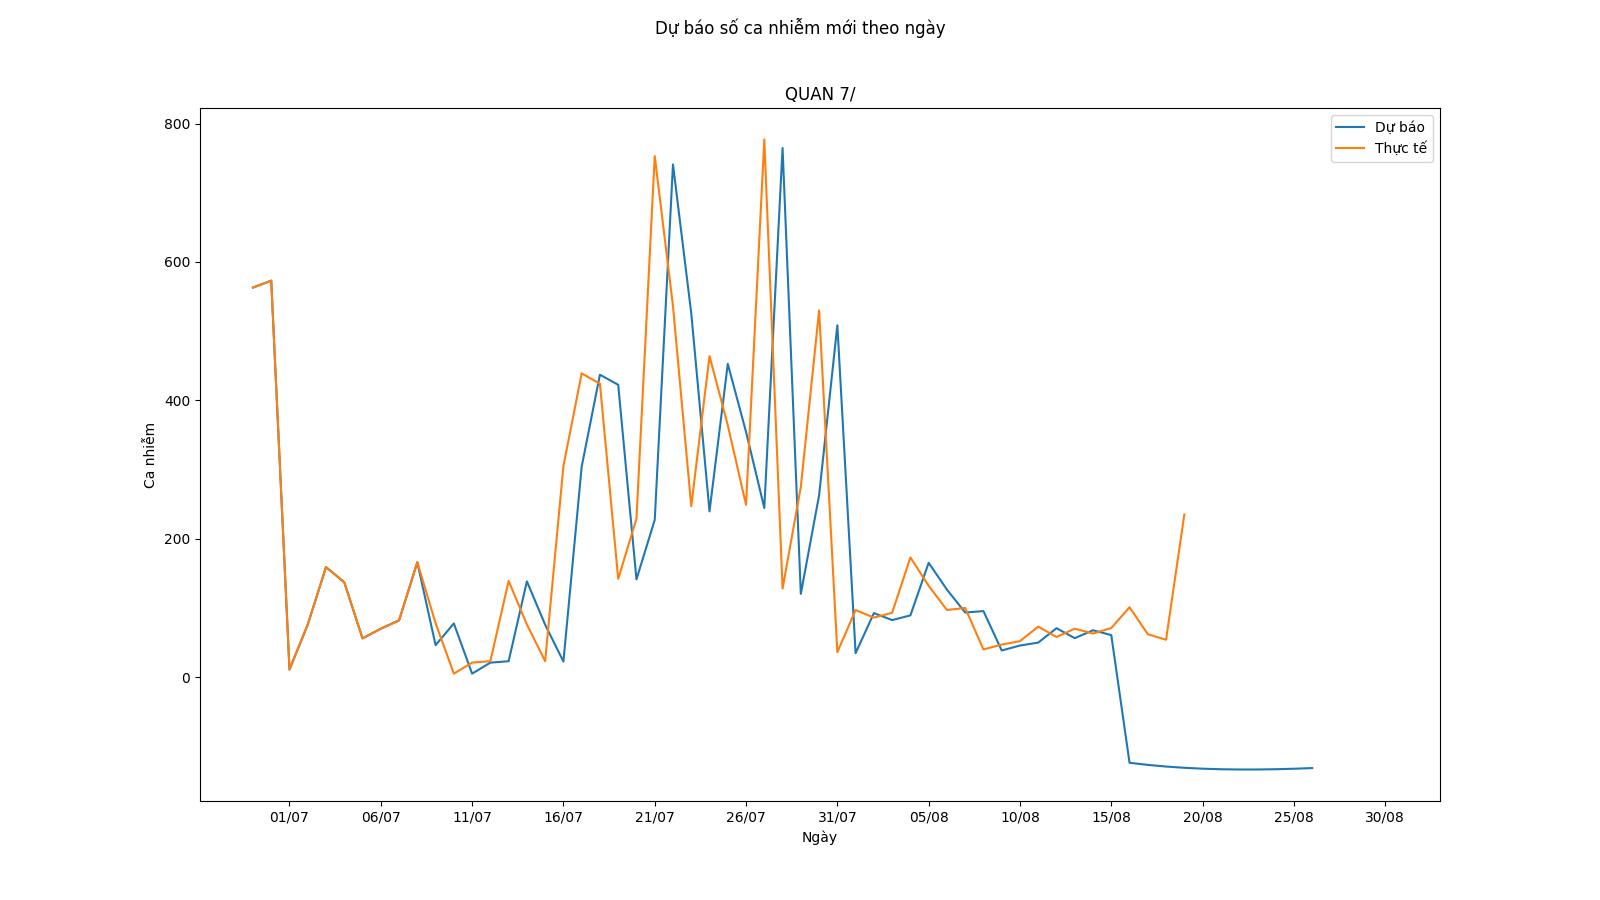 Dự báo số ca nhiễm mới theo ngày
QUAN 7/
Dự báo
Thực tế
800
600
400
200
0
Ca nhiễm
01/07 06/07 11/07 16/07 21/07 26/07 31/07 05/08 10/08 15/08 20/08 25/08 30/08
Ngày